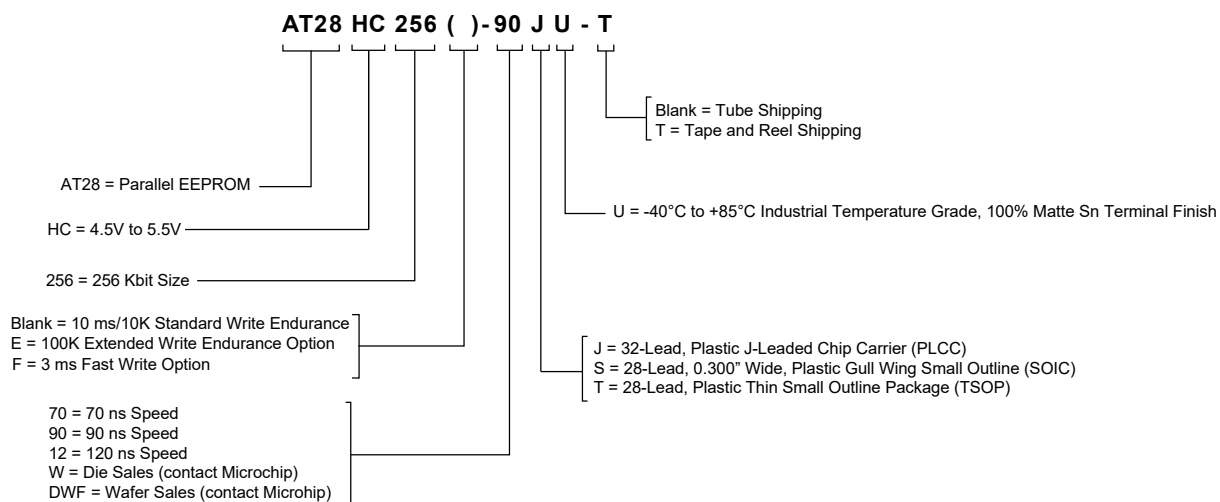 AT28 HC 256 ( )-90 J U - T
Blank = Tube Shipping
T = Tape and Reel Shipping
AT28 = Parallel EEPROM
U = -40°C to +85°C Industrial Temperature Grade, 100% Matte Sn Terminal Finish
HC = 4.5V to 5.5V
256 = 256 Kbit Size
Blank = 10 ms/10K Standard Write Endurance
E = 100K Extended Write Endurance Option
F = 3 ms Fast Write Option
J = 32-Lead, Plastic J-Leaded Chip Carrier (PLCC)
S = 28-Lead, 0.300” Wide, Plastic Gull Wing Small Outline (SOIC)
T = 28-Lead, Plastic Thin Small Outline Package (TSOP)
70 = 70 ns Speed
90 = 90 ns Speed
12 = 120 ns Speed
W = Die Sales (contact Microchip)
DWF = Wafer Sales (contact Microhip)